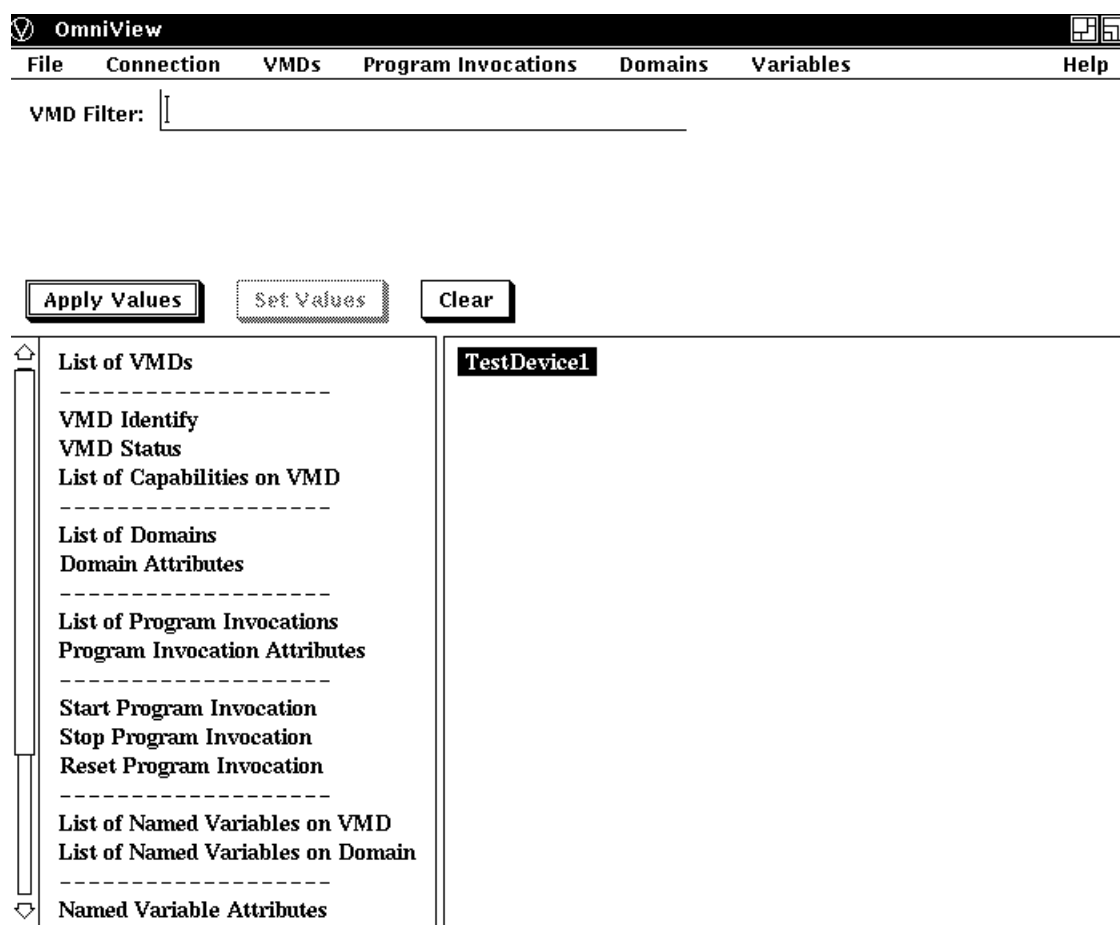 OmniView
File Connection VMDs Program Invocations Domains Variables Help
VMD Filter:
Apply Values Set Values Clear
List of VMDs
-------------------
VMD Identify
VMD Status
List of Capabilities on VMD
-------------------
List of Domains
Domain Attributes
-------------------
List of Program Invocations
Program Invocation Attributes
-------------------
Start Program Invocation
Stop Program Invocation
Reset Program Invocation
-------------------
List of Named Variables on VMD
List of Named Variables on Domain
-------------------
Named Variable Attributes
TestDevice1